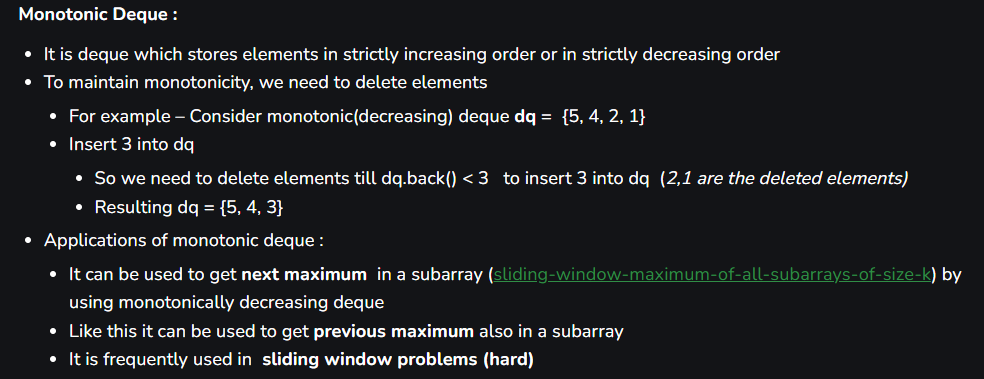 Monotonic Deque :
It is deque which stores elements in strictly increasing order or in strictly decreasing order
To maintain monotonicity, we need to delete elements
For example – Consider monotonic(decreasing) deque dq = {5, 4, 2, 1}
Insert 3 into dq
So we need to delete elements till dq.back() < 3 to insert 3 into dq (2,1 are the deleted elements)
Resulting dq = {5, 4, 3}
Applications of monotonic deque :
It can be used to get next maximum in a subarray (sliding-window-maximum-of-all-subarrays-of-size-k) by
using monotonically decreasing deque
Like this it can be used to get previous maximum also in a subarray
It is frequently used in sliding window problems (hard)